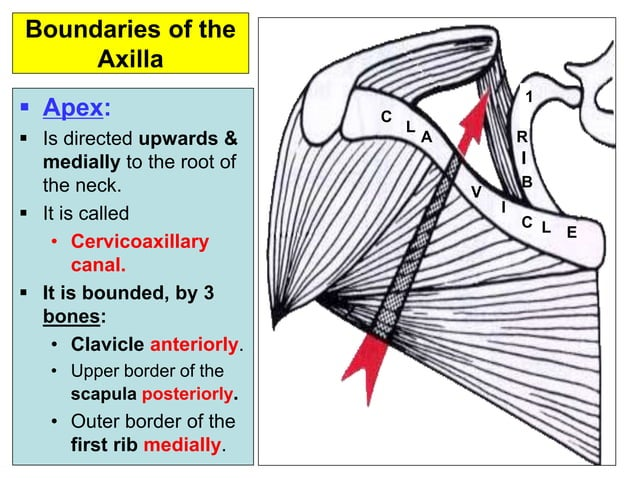 Boundaries of the
Axilla
▪ Apex:
▪ Is directed upwards &
medially to the root of
the neck.
▪ It is called
• Cervicoaxillary
canal.
▪ It is bounded, by 3
bones:
• Clavicle anteriorly.
• Upper border of the
scapula posteriorly.
• Outer border of the
first rib medially.
CLAVICLE
1 RIB